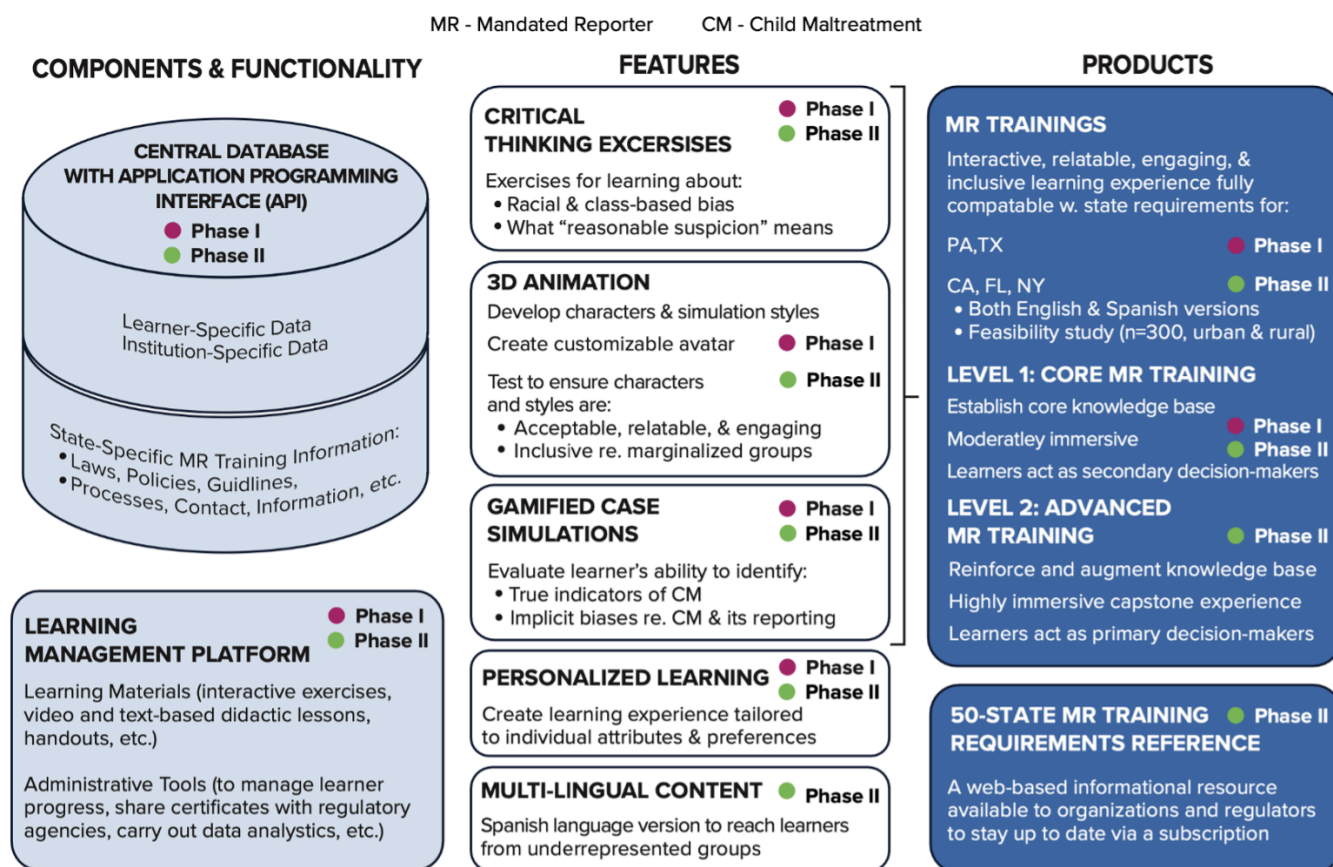 MR - Mandated Reporter CM - Child Maltreatment
COMPONENTS & FUNCTIONALITY
CENTRAL DATABASE
WITH APPLICATION PROGRAMMING
INTERFACE (API)
Phase I
Phase II
Learner-Specific Data
Institution-Specific Data
State-Specific MR Training Information:
• Laws, Policies, Guidlines,
• Processes, Contact, Information, etc.
LEARNING
MANAGEMENT PLATFORM
Phase I
Phase II
Learning Materials (interactive exercises,
video and text-based didactic lessons,
handouts, etc.)
Administrative Tools (to manage learner
progress, share certificates with regulatory
agencies, carry out data analystics, etc.)
FEATURES
CRITICAL
THINKING EXCERSISES
Phase I
Phase II
Exercises for learning about:
• Racial & class-based bias
• What “reasonable suspicion” means
3D ANIMATION
Develop characters & simulation styles
Create customizable avatar
Phase I
Test to ensure characters
and styles are:
Phase II
• Acceptable, relatable, & engaging
• Inclusive re. marginalized groups
GAMIFIED CASE
SIMULATIONS
Phase I
Phase II
Evaluate learner’s ability to identify:
• True indicators of CM
• Implicit biases re. CM & its reporting
PERSONALIZED LEARNING
Phase I
Phase II
Create learning experience tailored
to individual attributes & preferences
MULTI-LINGUAL CONTENT
Phase II
Spanish language version to reach learners
from underrepresented groups
PRODUCTS
MR TRAININGS
Interactive, relatable, engaging, &
inclusive learning experience fully
compatable w. state requirements for:
PA,TX
Phase I
CA, FL, NY
Phase II
• Both English & Spanish versions
• Feasibility study (n=300, urban & rural)
LEVEL 1: CORE MR TRAINING
Establish core knowledge base
Moderatley immersive
Phase I
Phase II
Learners act as secondary decision-makers
LEVEL 2: ADVANCED
MR TRAINING
Phase II
Reinforce and augment knowledge base
Highly immersive capstone experience
Learners act as primary decision-makers
50-STATE MR TRAINING
REQUIREMENTS REFERENCE
Phase II
A web-based informational resource
available to organizations and regulators
to stay up to date via a subscription